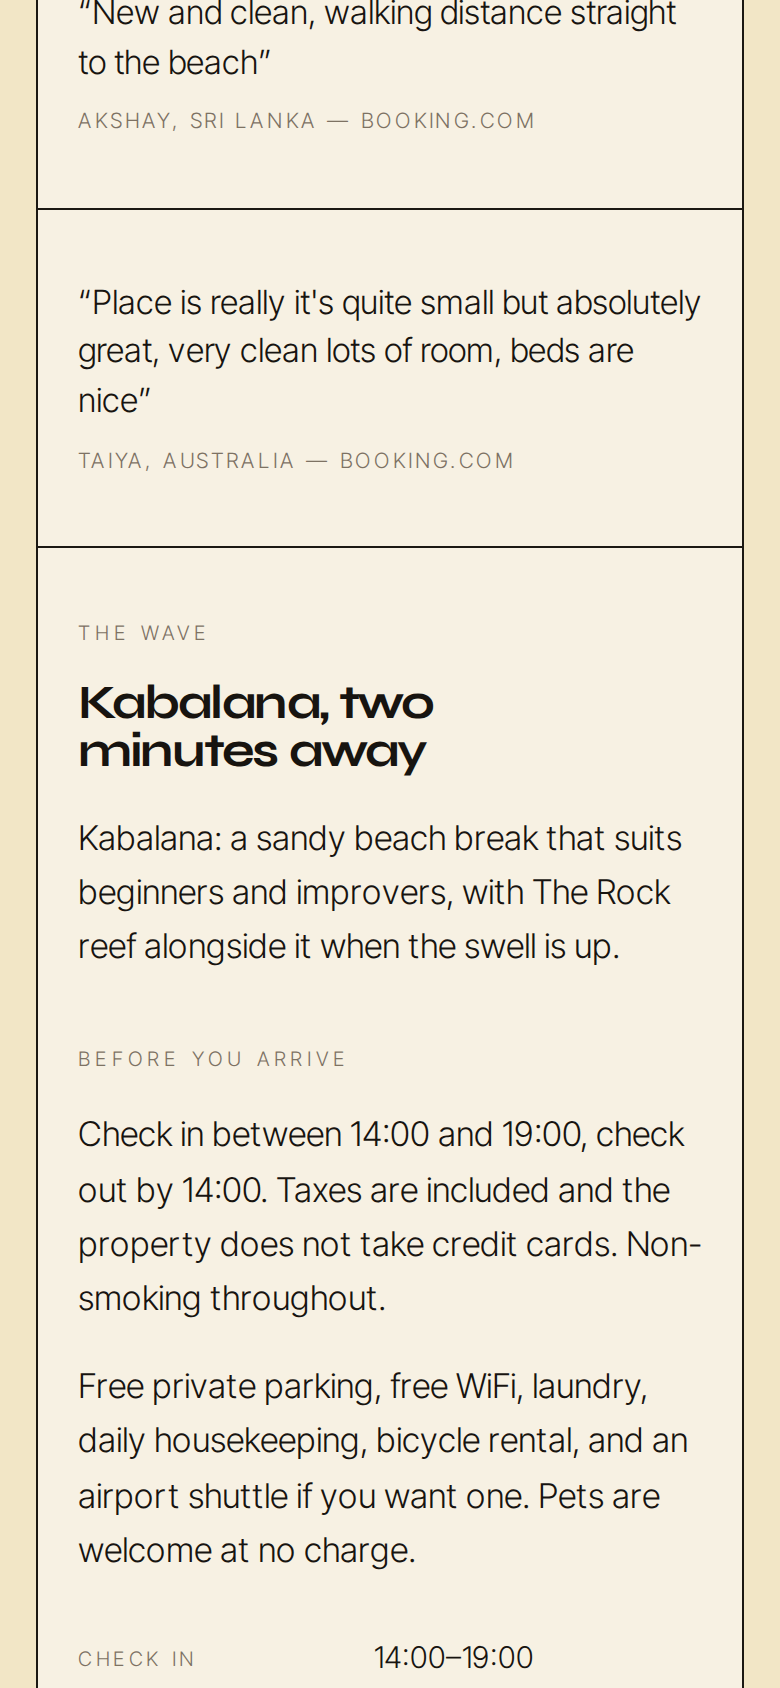 “New and clean, walking distance straight
to the beach”
AKSHAY, SRI LANKA — BOOKING.COM
“Place is really it's quite small but absolutely
great, very clean lots of room, beds are
nice”
TAIYA, AUSTRALIA — BOOKING.COM
THE WAVE
Kabalana, two
minutes away
Kabalana: a sandy beach break that suits
beginners and improvers, with The Rock
reef alongside it when the swell is up.
BEFORE YOU ARRIVE
Check in between 14:00 and 19:00, check
out by 14:00. Taxes are included and the
property does not take credit cards. Non-
smoking throughout.
Free private parking, free WiFi, laundry,
daily housekeeping, bicycle rental, and an
airport shuttle if you want one. Pets are
welcome at no charge.
CHECK IN 14:00–19:00